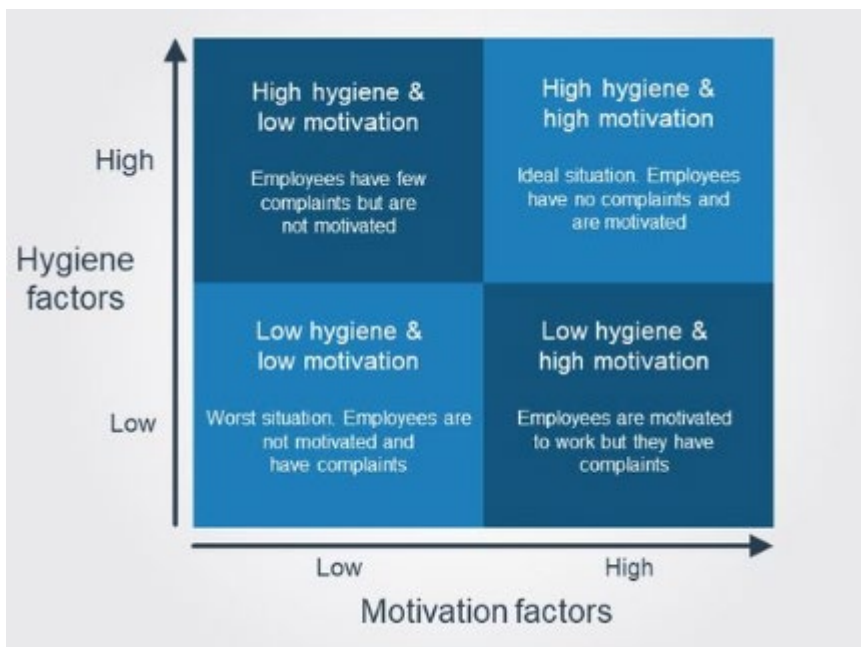 High
Hygiene
factors
Low
High hygiene &
low motivation
Employees have few
complaints but are
not motivated
High hygiene &
high motivation
Ideal situation. Employees
have no complaints and
are motivated
Low hygiene &
low motivation
Worst situation. Employees are
not motivated and
have complaints
Low hygiene &
high motivation
Employees are motivated
to work but they have
complaints
Low
High
Motivation factors